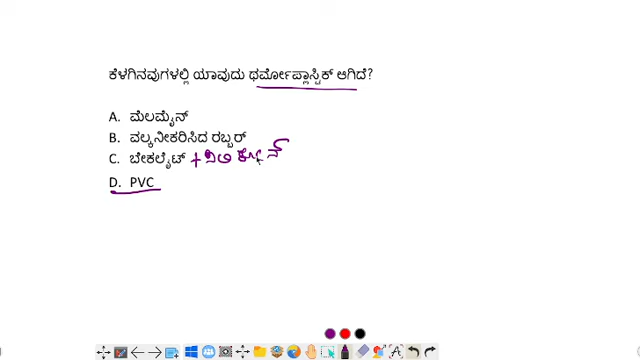 ಕೆಳಗಿನವುಗಳಲ್ಲಿ ಯಾವುದು ಥರ್ಮೋಪ್ಲಾಸ್ಟಿಕ್ ಆಗಿದೆ?
A. ಮೆಲಮೈನ್
B. ವಲ್ಕನೀಕರಿಸಿದ ರಬ್ಬರ್
C. ಬೇಕಲೈಟ್ +
D. PVC